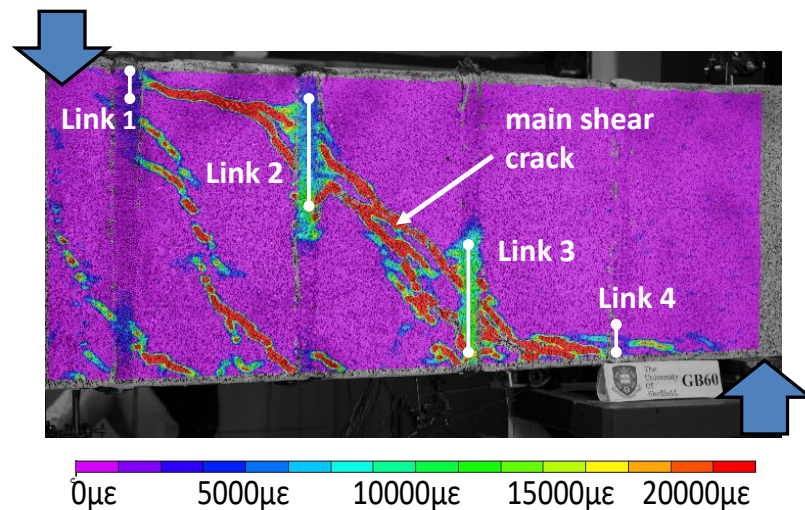 Link 1
Link 2
main shear
crack
Link 3
Link 4
The
University
Of
Sheffield.
GB60
0με
5000με
10000με
15000με
20000με